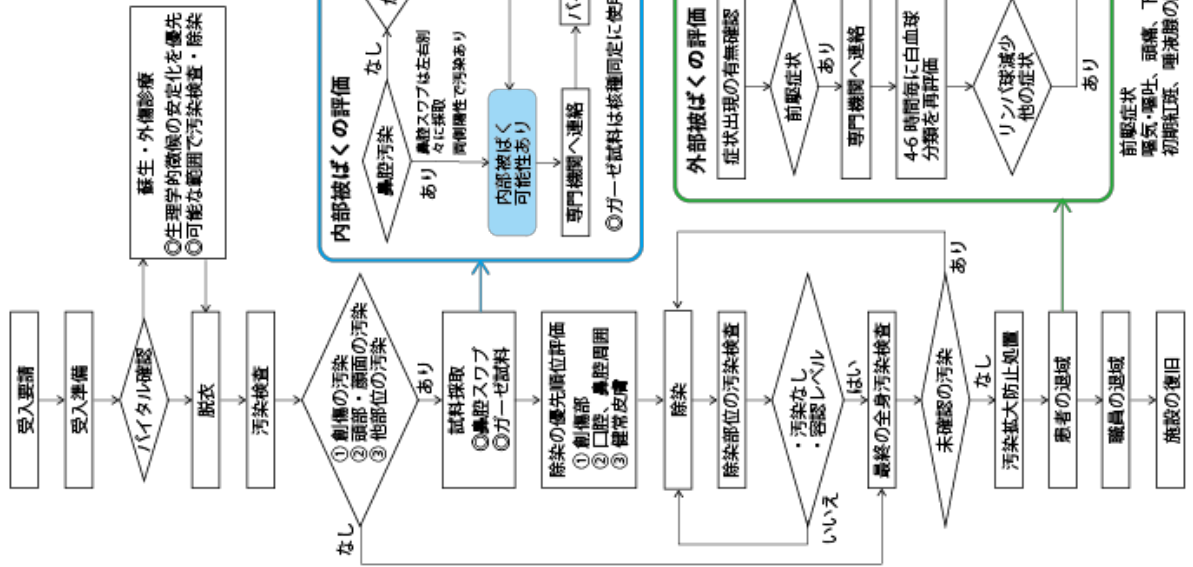 受入要請
受入準備
バイタル確認
蘇生・外傷診療
◎生理学的徴候の安定化を優先
◎可能な範囲で汚染検査・除染
脱衣
汚染検査
① 創傷の汚染
② 頭部・顔面の汚染
③ 他部位の汚染
なし
あり
試料採取
◎鼻腔スワブ
◎ガーゼ試料
除染の優先順位評価
① 創傷部
② 口腔、鼻腔周囲
③ 健常皮膚
除染
除染部位の汚染検査
・汚染なし
・容認レベル
いいえ
はい
最終の全身汚染検査
未確認の汚染
あり
なし
汚染拡大防止処置
患者の退域
職員の退域
施設の復旧
内部被ばくの評価
鼻腔汚染
なし
あり
鼻腔スワブは左右別
々に採取
両側陽性で汚染あり
内部被ばく
可能性あり
専門機関へ連絡
バ
◎ガーゼ試料は核種同定に使
外部被ばくの評価
症状出現の有無確認
前駆症状
あり
専門機関へ連絡
4-6 時間毎に白血球
分類を再評価
リンパ球減少
他の症状
あり
前駆症状
嘔気・嘔吐、頭痛、下
初期紅斑、唾液腺の